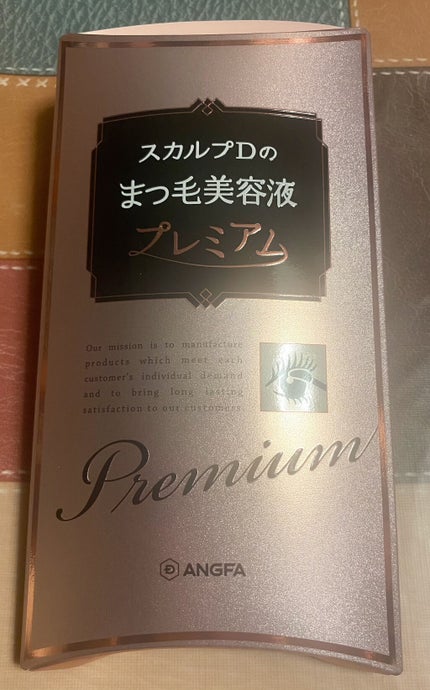 スカルプDの
まつ毛美容液
プレミアム
Our mission is to manufacture
products which meet each
customer's individual demand
and to bring long lasting
satisfaction to our customers.
Premium
ANGFA